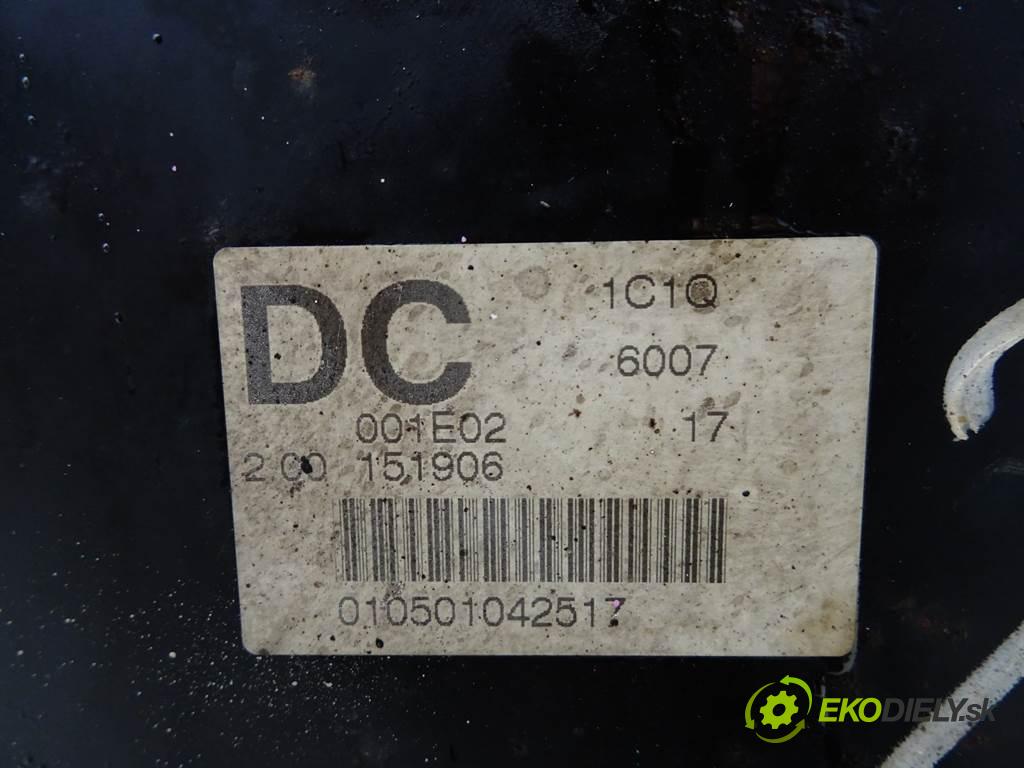 DC 1C1Q
6007
001E02 17
2.00 151906
010501042517
EKODIELY.sk